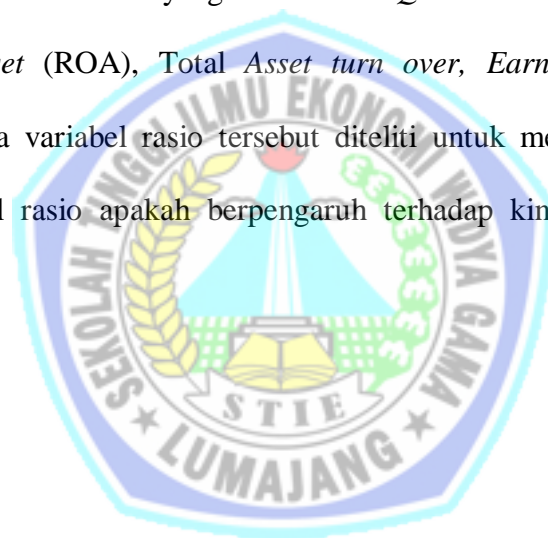 yang
et (ROA), Total Asset turn over, Earn
a variabel rasio tersebut diteliti untuk me
l rasio apakah berpengaruh terhadap kin
SEKOLAH TINGGI ILMU EKONOMI WIDYA GAMA
STIE
LUMAJANG